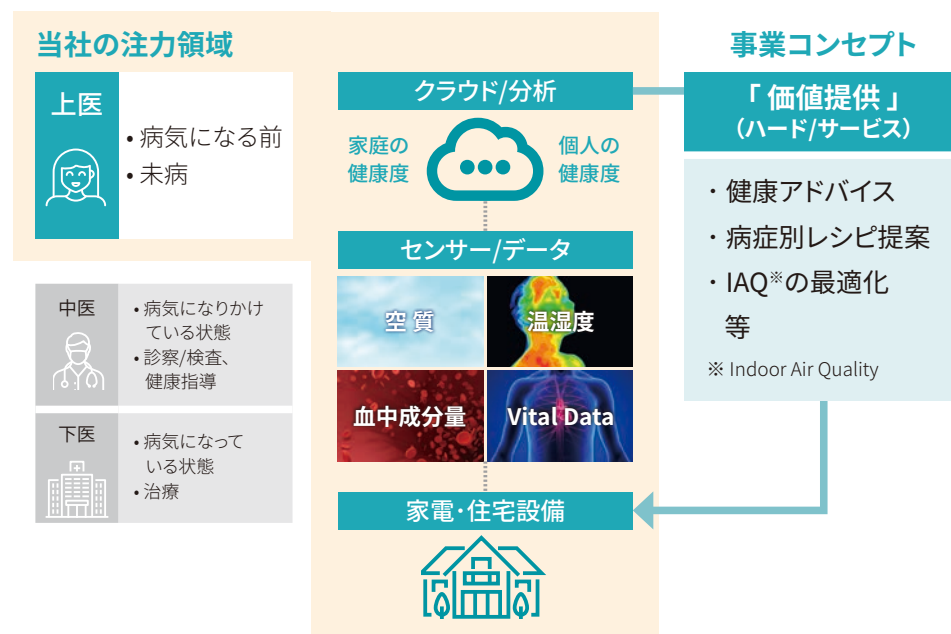 当社の注力領域
上医
• 病気になる前
• 未病
中医
• 病気になりかけ
ている状態
• 診察/検査、
健康指導
下医
• 病気になって
いる状態
• 治療
クラウド/分析
家庭の
健康度
個人の
健康度
センサー/データ
空 質
温湿度
血中成分量
Vital Data
家電・住宅設備
事業コンセプト
「 価値提供 」
（ハード/サービス）
・ 健康アドバイス
・ 病症別レシピ提案
・ IAQ※の最適化
等
※ Indoor Air Quality